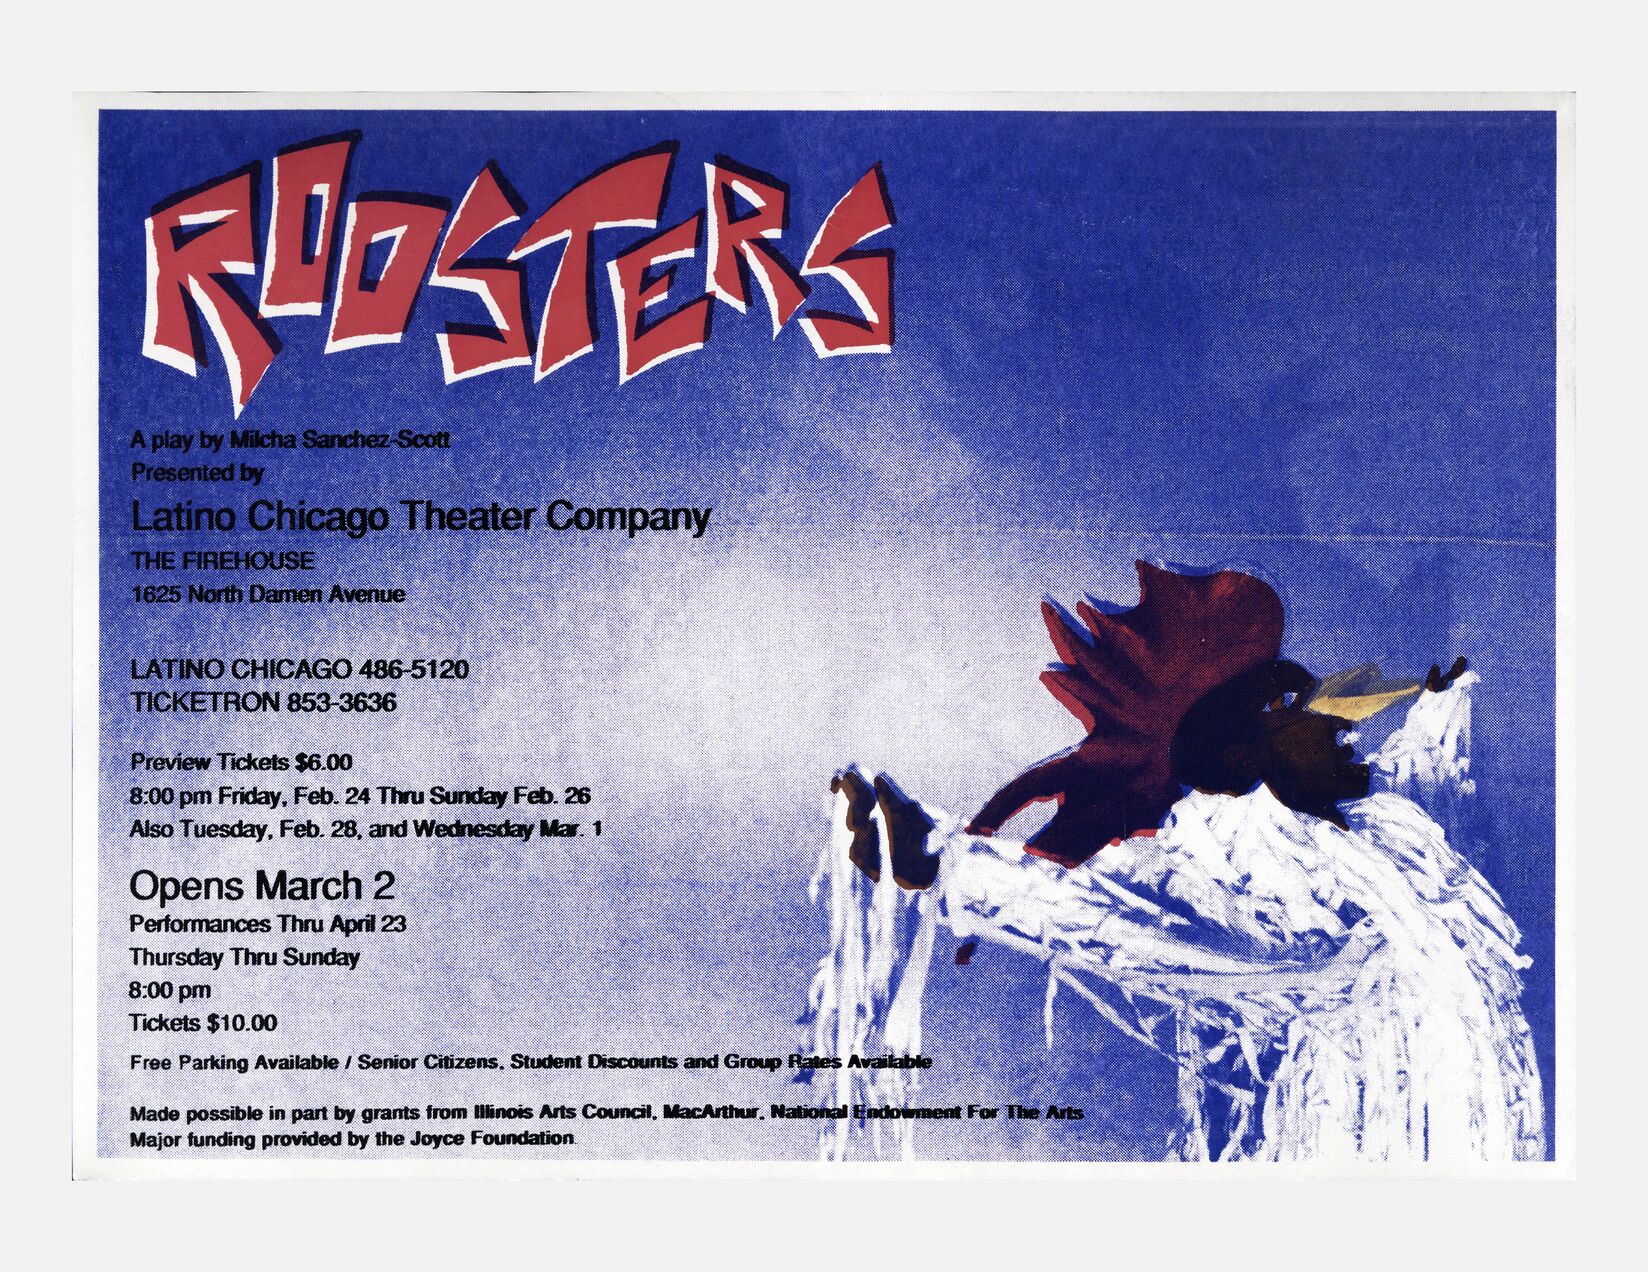 ROOSTERS
A play by Milcha Sanchez-Scott
Presented by
Latino Chicago Theater Company
THE FIREHOUSE
1625 North Damen Avenue
LATINO CHICAGO 486-5120
TICKETRON 853-3636
Preview Tickets $6.00
8:00 pm Friday, Feb. 24 Thru Sunday Feb. 26
Also Tuesday, Feb. 28, and Wednesday Mar. 1
Opens March 2
Performances Thru April 23
Thursday Thru Sunday
8:00 pm
Tickets $10.00
Free Parking Available / Senior Citizens, Student Discounts and Group Rates Available
Made possible in part by grants from Illinois Arts Council, MacArthur, National Endowment For The Arts
Major funding provided by the Joyce Foundation.